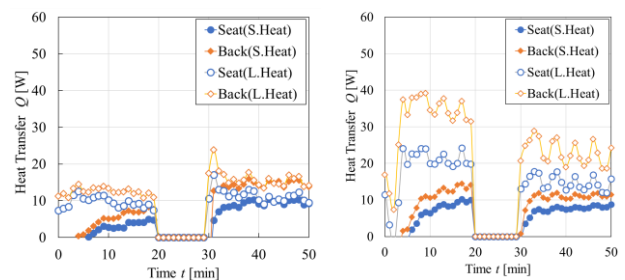 60
50
40
30
20
10
0
Heat Transfer Q [W]
Seat(S.Heat)
Back(S.Heat)
Seat(L.Heat)
Back(L.Heat)
0 10 20 30 40 50
Time t [min]
60
50
40
30
20
10
0
Heat Transfer Q [W]
Seat(S.Heat)
Back(S.Heat)
Seat(L.Heat)
Back(L.Heat)
0 10 20 30 40 50
Time t [min]